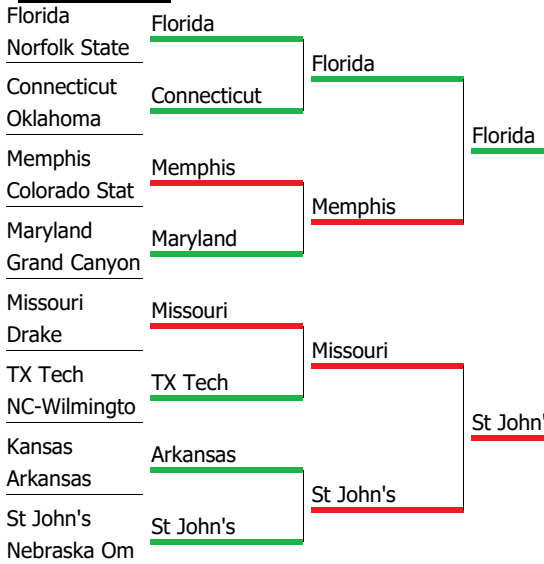 Florida
Norfolk State
Connecticut
Oklahoma
Memphis
Colorado Stat
Maryland
Grand Canyon
Missouri
Drake
TX Tech
NC-Wilmingto
Kansas
Arkansas
St John's
Nebraska Om
Florida
Connecticut
Memphis
Maryland
Missouri
TX Tech
Arkansas
St John's
Florida
Memphis
Missouri
St John's
Florida
St John'